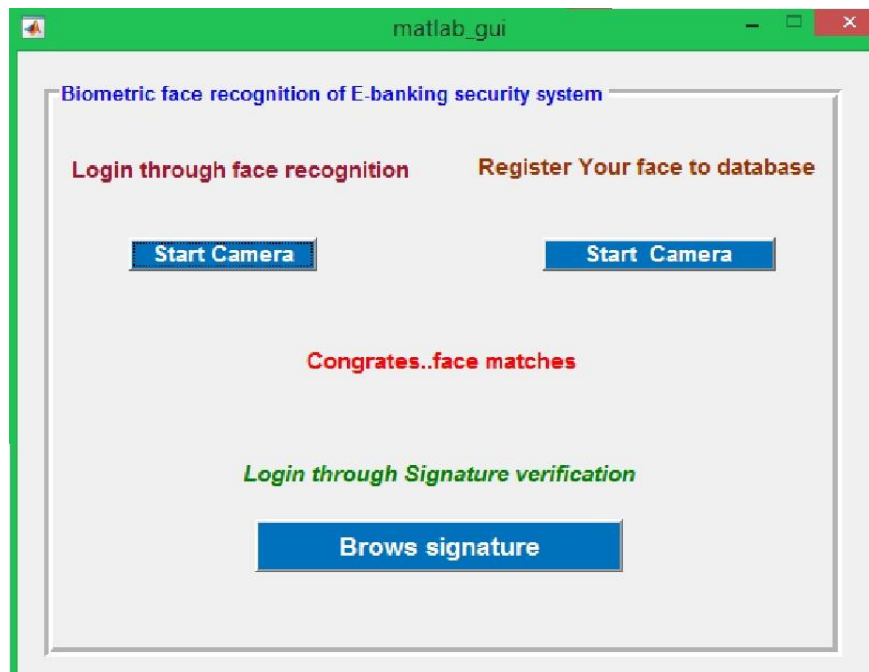 matlab_gui
Biometric face recognition of E-banking security system
Login through face recognition
Register Your face to database
Start Camera
Start Camera
Congrates..face matches
Login through Signature verification
Brows signature